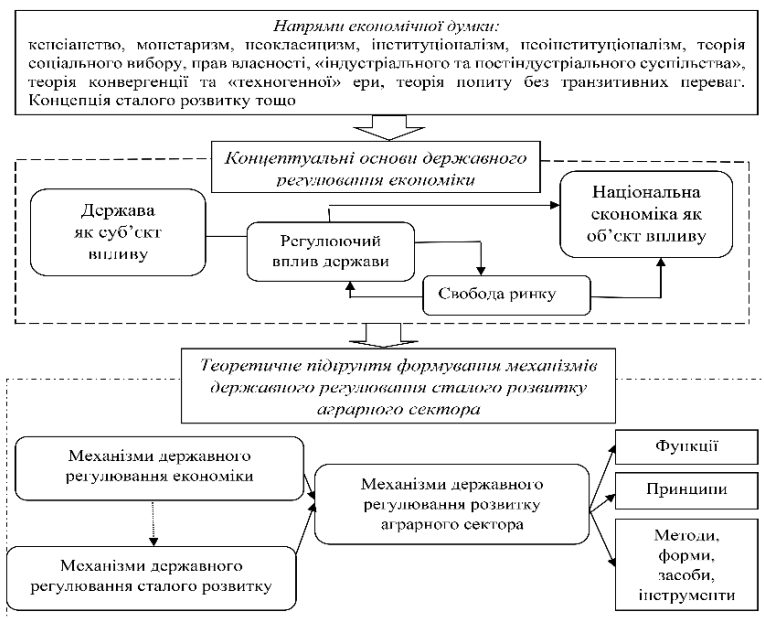 Напрями економічної думки:
кейнсіанство, монетаризм, неокласицизм, інституціоналізм, неоінституціоналізм, теорія
соціального вибору, прав власності, «індустріального та постіндустріального суспільства»,
теорія конвергенції та «техногенної» ери, теорія попиту без транзитивних переваг.
Концепція сталого розвитку тощо
Концептуальні основи державного
регулювання економіки
Держава
як суб’єкт
впливу
Регулюючий
вплив держави
Свобода ринку
Національна
економіка як
об’єкт впливу
Теоретичне підґрунтя формування механізмів
державного регулювання сталого розвитку
аграрного сектора
Механізми державного
регулювання економіки
Механізми державного
регулювання сталого розвитку
Механізми державного
регулювання розвитку
аграрного сектора
Функції
Принципи
Методи,
форми,
засоби,
інструменти